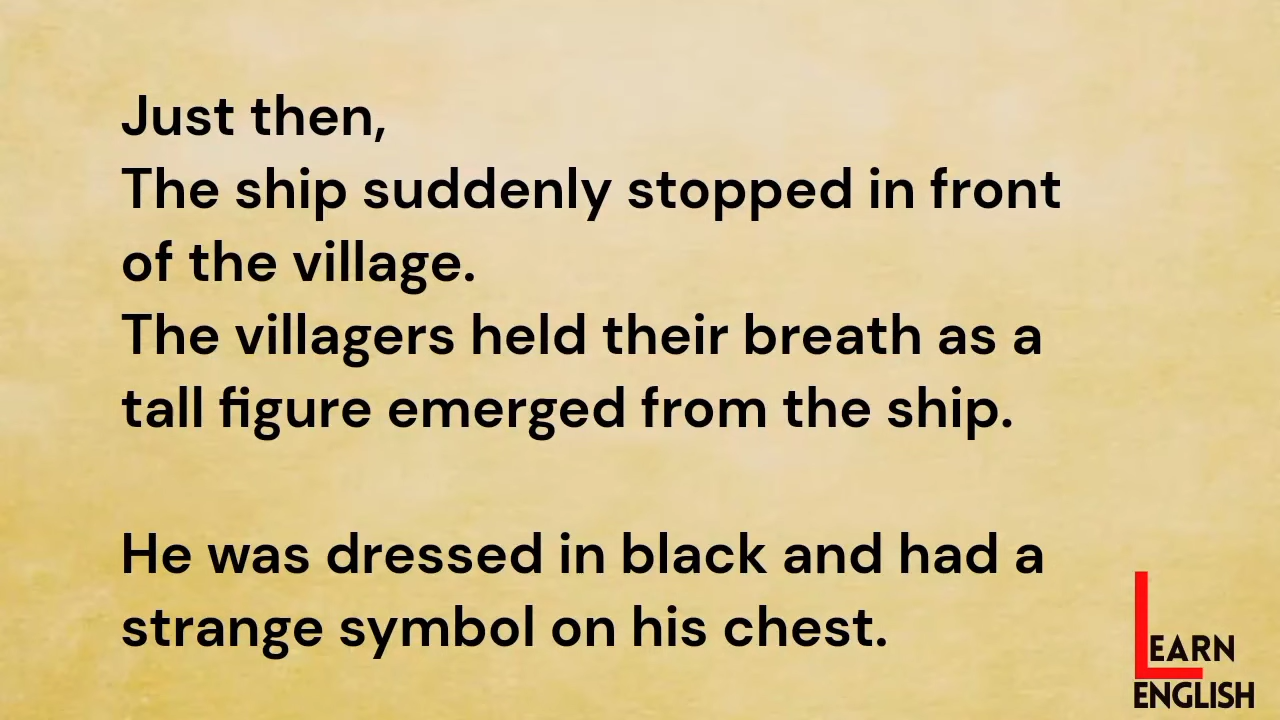 Just then,
The ship suddenly stopped in front
of the village.
The villagers held their breath as a
tall figure emerged from the ship.
He was dressed in black and had a
strange symbol on his chest.
LEARN
ENGLISH